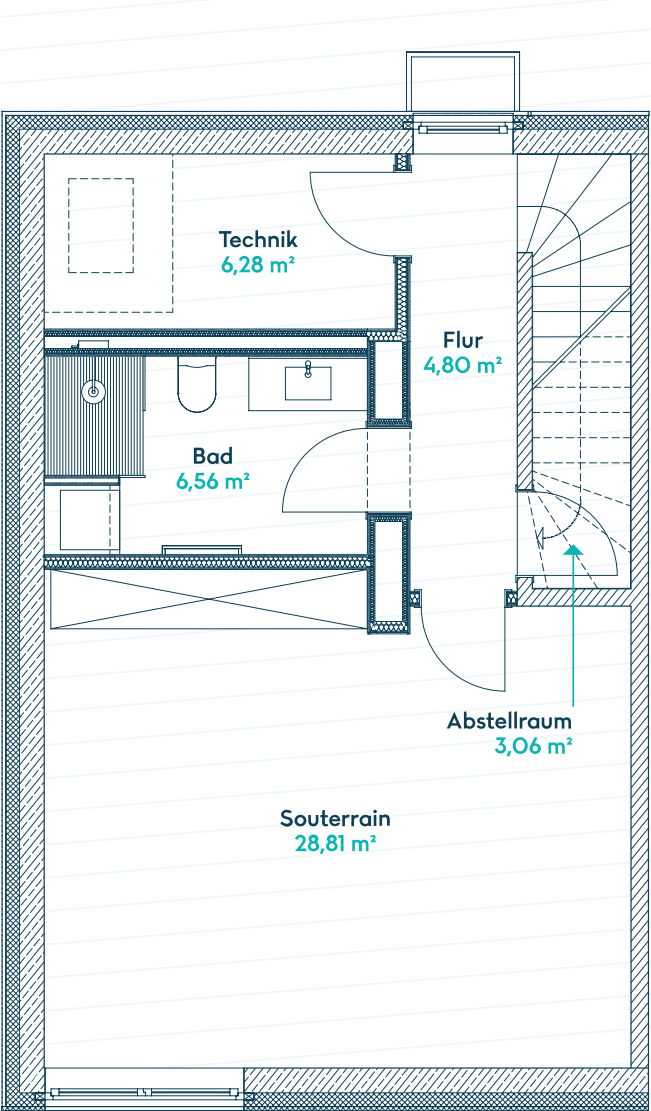 Technik
6,28 m²
Flur
4,80 m²
Bad
6,56 m²
Abstellraum
3,06 m²
Souterrain
28,81 m²